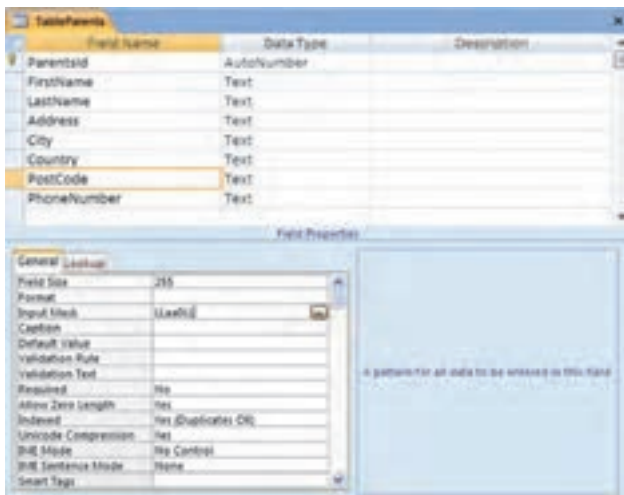 TableParents
Field Name Data Type Description
ParentsId AutoNumber
FirstName Text
LastName Text
Address Text
City Text
Country Text
PostCode Text
PhoneNumber Text
Field Properties
General Lookup
Field Size 255
Format
Input Mask
Caption
Default Value
Validation Rule
Validation Text
Required No
Allow Zero Length Yes
Indexed Yes (Duplicates OK)
Unicode Compression Yes
IME Mode No Control
IME Sentence Mode None
Smart Tags
A pattern for all data to be entered in this field